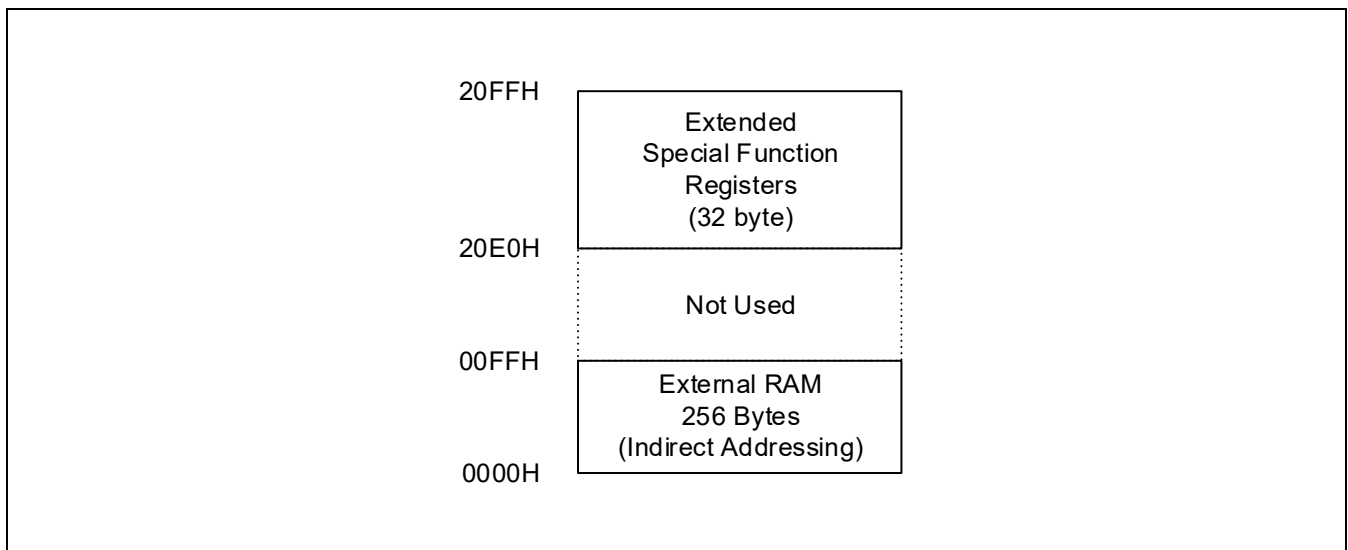 20FFH
Extended
Special Function
Registers
(32 byte)
20E0H
Not Used
00FFH
External RAM
256 Bytes
(Indirect Addressing)
0000H